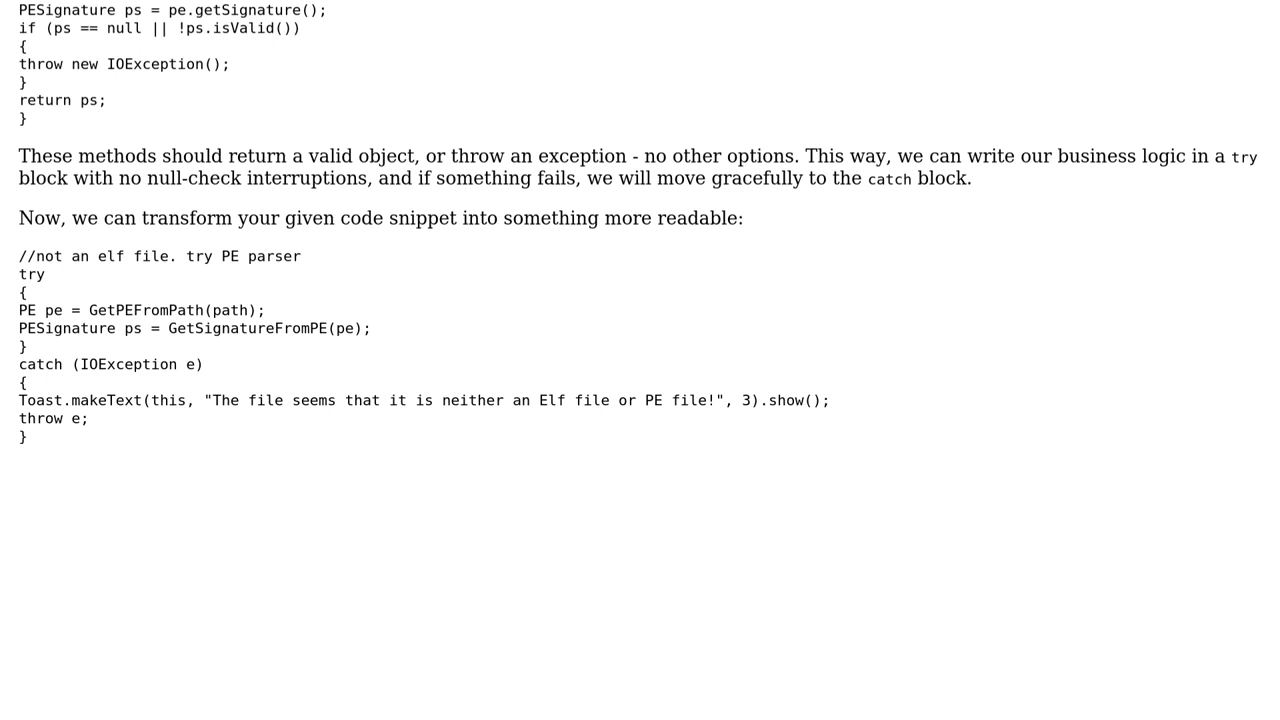 PESignature ps = pe.getSignature();
if (ps == null || !ps.isValid())
{
throw new IOException();
}
return ps;
}
These methods should return a valid object, or throw an exception - no other options. This way, we can write our business logic in a try
block with no null-check interruptions, and if something fails, we will move gracefully to the catch block.
Now, we can transform your given code snippet into something more readable:
//not an elf file. try PE parser
try
{
PE pe = GetPEFromPath(path);
PESignature ps = GetSignatureFromPE(pe);
}
catch (IOException e)
{
Toast.makeText(this, "The file seems that it is neither an Elf file or PE file!", 3).show();
throw e;
}